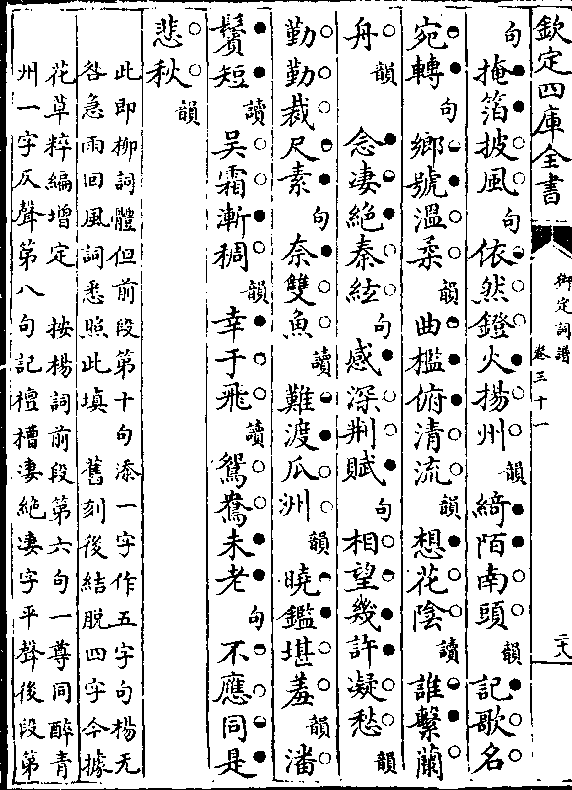 欽定四庫全書
御定詞譜
卷三十一
二十八
句掩箔披風句依然鐙火揚州韻綺陌南頭韻記歌名
宛轉句鄉號溫柔韻曲檻俯清流韻想花陰讀誰繫蘭
舟韻念凄絶秦絃句感深荆賦句相望幾許凝愁韻
勤勤裁尺素句奈雙魚讀難渡瓜洲韻曉鑑堪羞韻潘
鬢短讀吳霜漸稠韻幸于飛讀鴛鴦未老句不應同是
悲秋韻
此即柳詞體但前段第十句添一字作五字句楊无
咎急雨回風詞悉照此填舊刻後結脱四字今據
花草粹編增定按楊詞前段第六句一尊同醉青
州一字仄聲第八句記檀槽凄絶凄字平聲後段第